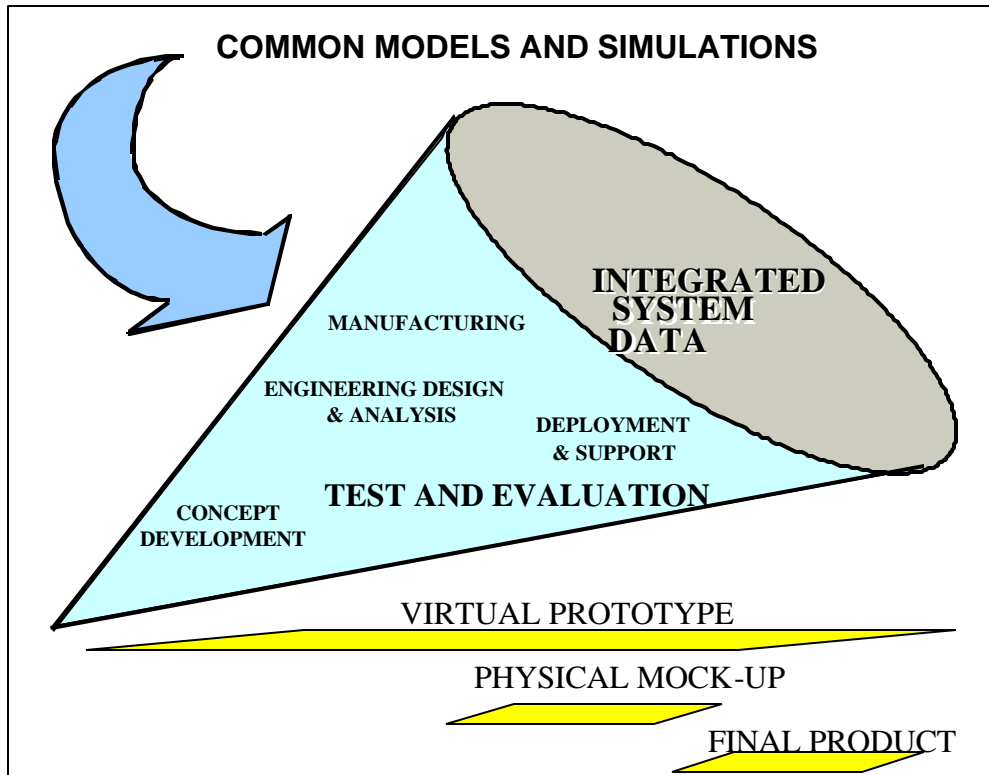 COMMON MODELS AND SIMULATIONS
INTEGRATED
SYSTEM
DATA
MANUFACTURING
ENGINEERING DESIGN
& ANALYSIS
DEPLOYMENT
& SUPPORT
TEST AND EVALUATION
CONCEPT
DEVELOPMENT
VIRTUAL PROTOTYPE
PHYSICAL MOCK-UP
FINAL PRODUCT